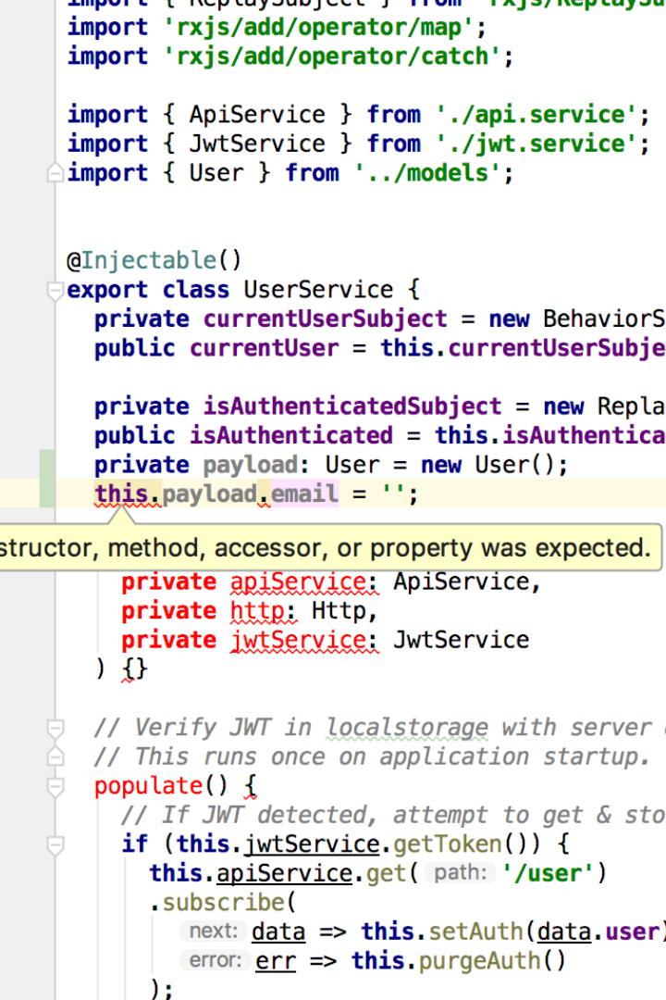 import { ReplaySubject } from 'rxjs/ReplaySu
import 'rxjs/add/operator/map';
import 'rxjs/add/operator/catch';
import { ApiService } from './api.service';
import { JwtService } from './jwt.service';
import { User } from '../models';
@Injectable()
export class UserService {
private currentUserSubject = new BehaviorS
public currentUser = this.currentUserSubje
private isAuthenticatedSubject = new Repla
public isAuthenticated = this.isAuthentica
private payload: User = new User();
this.payload.email = '';
structor, method, accessor, or property was expected.
private apiService: ApiService,
private http: Http,
private jwtService: JwtService
) {}
// Verify JWT in localstorage with server
// This runs once on application startup.
populate() {
// If JWT detected, attempt to get & sto
if (this.jwtService.getToken()) {
this.apiService.get( path: '/user')
.subscribe(
next: data => this.setAuth(data.user)
error: err => this.purgeAuth()
);